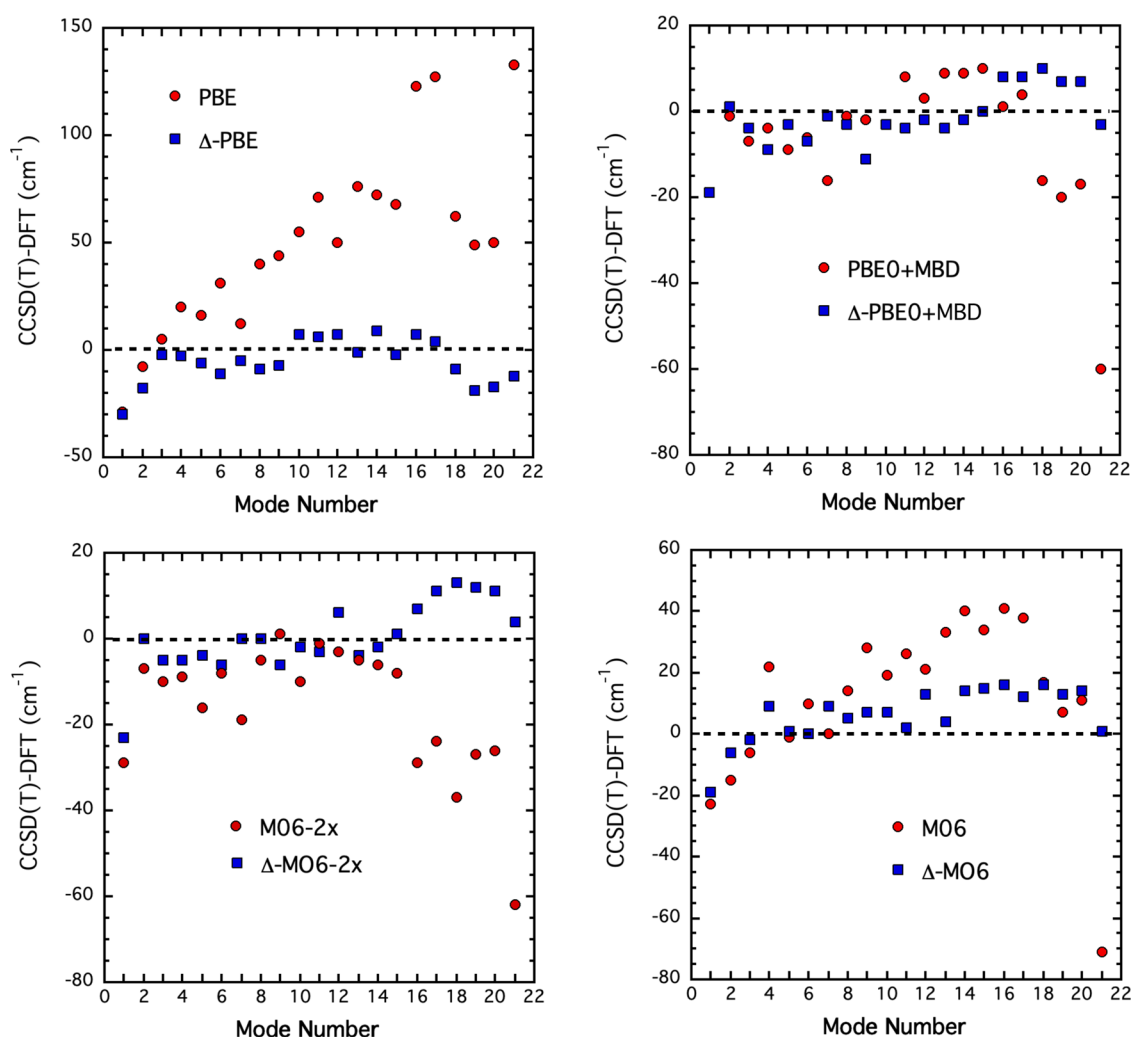 150
100
50
0
-50
CCSD(T)-DFT (cm⁻¹)
PBE
Δ-PBE
0 2 4 6 8 10 12 14 16 18 20 22
Mode Number
20
0
-20
-40
-60
-80
CCSD(T)-DFT (cm⁻¹)
PBE0+MBD
Δ-PBE0+MBD
0 2 4 6 8 10 12 14 16 18 20 22
Mode Number
20
0
-20
-40
-60
-80
CCSD(T)-DFT (cm⁻¹)
M06-2x
Δ-MO6-2x
0 2 4 6 8 10 12 14 16 18 20 22
Mode Number
60
40
20
0
-20
-40
-60
-80
CCSD(T)-DFT (cm⁻¹)
M06
Δ-MO6
0 2 4 6 8 10 12 14 16 18 20 22
Mode Number